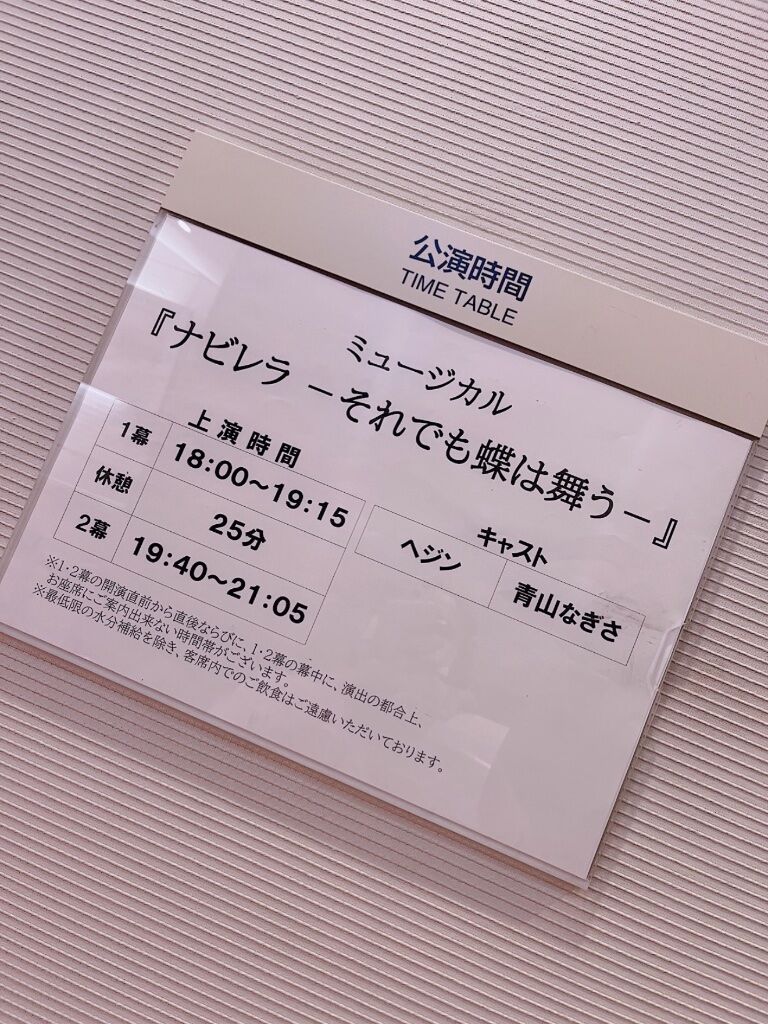 公演時間
TIME TABLE
ミュージカル
『ナビレラ －それでも蝶は舞う－』
上演時間
1幕 18:00～19:15
休憩 25分
2幕 19:40～21:05
キャスト
ヘジン 青山なぎさ
※1・2幕の開演直前から直後ならびに、1・2幕の幕中に、演出の都合上、
お座席にご案内出来ない時間帯がございます。
※最低限の水分補給を除き、客席内でのご飲食はご遠慮いただいております。